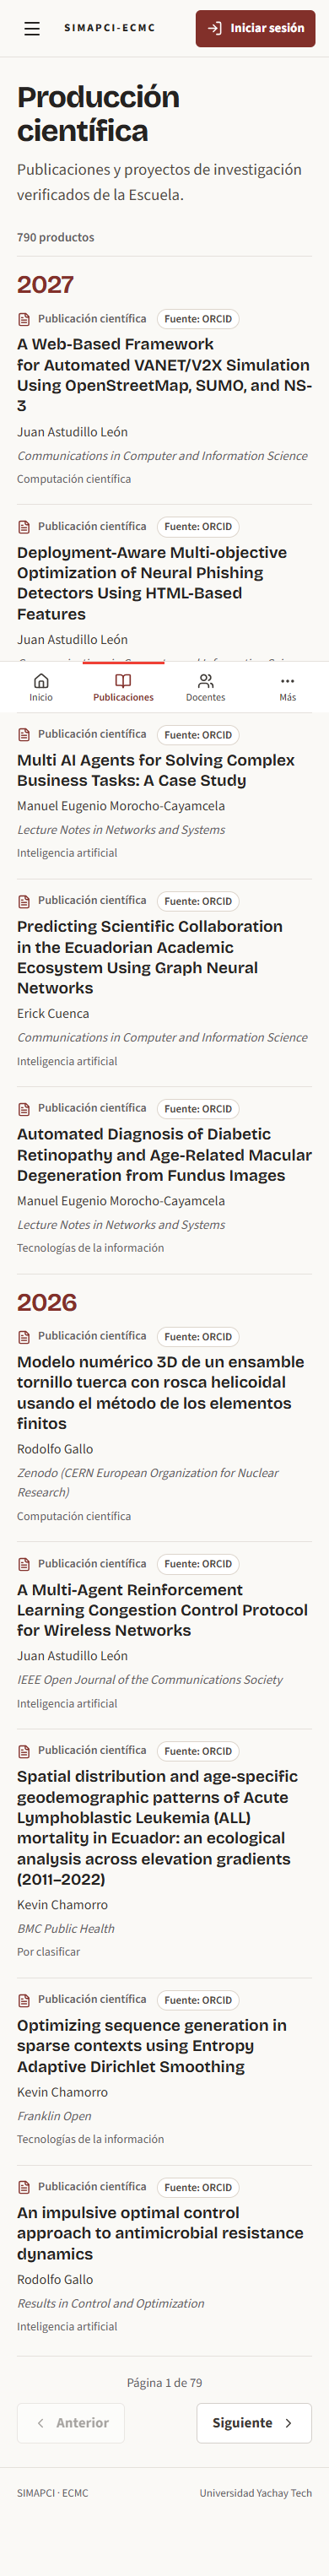 SIMAPCI-ECMC
Iniciar sesión
Producción
científica
Publicaciones y proyectos de investigación
verificados de la Escuela.
790 productos
2027
Publicación científica Fuente: ORCID
A Web-Based Framework
for Automated VANET/V2X Simulation
Using OpenStreetMap, SUMO, and NS-
3
Juan Astudillo León
Communications in Computer and Information Science
Computación científica
Publicación científica Fuente: ORCID
Deployment-Aware Multi-objective
Optimization of Neural Phishing
Detectors Using HTML-Based
Features
Juan Astudillo León
Inicio
Publicaciones
Docentes
Más
Publicación científica Fuente: ORCID
Multi AI Agents for Solving Complex
Business Tasks: A Case Study
Manuel Eugenio Morocho-Cayamcela
Lecture Notes in Networks and Systems
Inteligencia artificial
Publicación científica Fuente: ORCID
Predicting Scientific Collaboration
in the Ecuadorian Academic
Ecosystem Using Graph Neural
Networks
Erick Cuenca
Communications in Computer and Information Science
Inteligencia artificial
Publicación científica Fuente: ORCID
Automated Diagnosis of Diabetic
Retinopathy and Age-Related Macular
Degeneration from Fundus Images
Manuel Eugenio Morocho-Cayamcela
Lecture Notes in Networks and Systems
Tecnologías de la información
2026
Publicación científica Fuente: ORCID
Modelo numérico 3D de un ensamble
tornillo tuerca con rosca helicoidal
usando el método de los elementos
finitos
Rodolfo Gallo
Zenodo (CERN European Organization for Nuclear
Research)
Computación científica
Publicación científica Fuente: ORCID
A Multi-Agent Reinforcement
Learning Congestion Control Protocol
for Wireless Networks
Juan Astudillo León
IEEE Open Journal of the Communications Society
Inteligencia artificial
Publicación científica Fuente: ORCID
Spatial distribution and age-specific
geodemographic patterns of Acute
Lymphoblastic Leukemia (ALL)
mortality in Ecuador: an ecological
analysis across elevation gradients
(2011–2022)
Kevin Chamorro
BMC Public Health
Por clasificar
Publicación científica Fuente: ORCID
Optimizing sequence generation in
sparse contexts using Entropy
Adaptive Dirichlet Smoothing
Kevin Chamorro
Franklin Open
Tecnologías de la información
Publicación científica Fuente: ORCID
An impulsive optimal control
approach to antimicrobial resistance
dynamics
Rodolfo Gallo
Results in Control and Optimization
Inteligencia artificial
Página 1 de 79
Anterior
Siguiente
SIMAPCI · ECMC
Universidad Yachay Tech